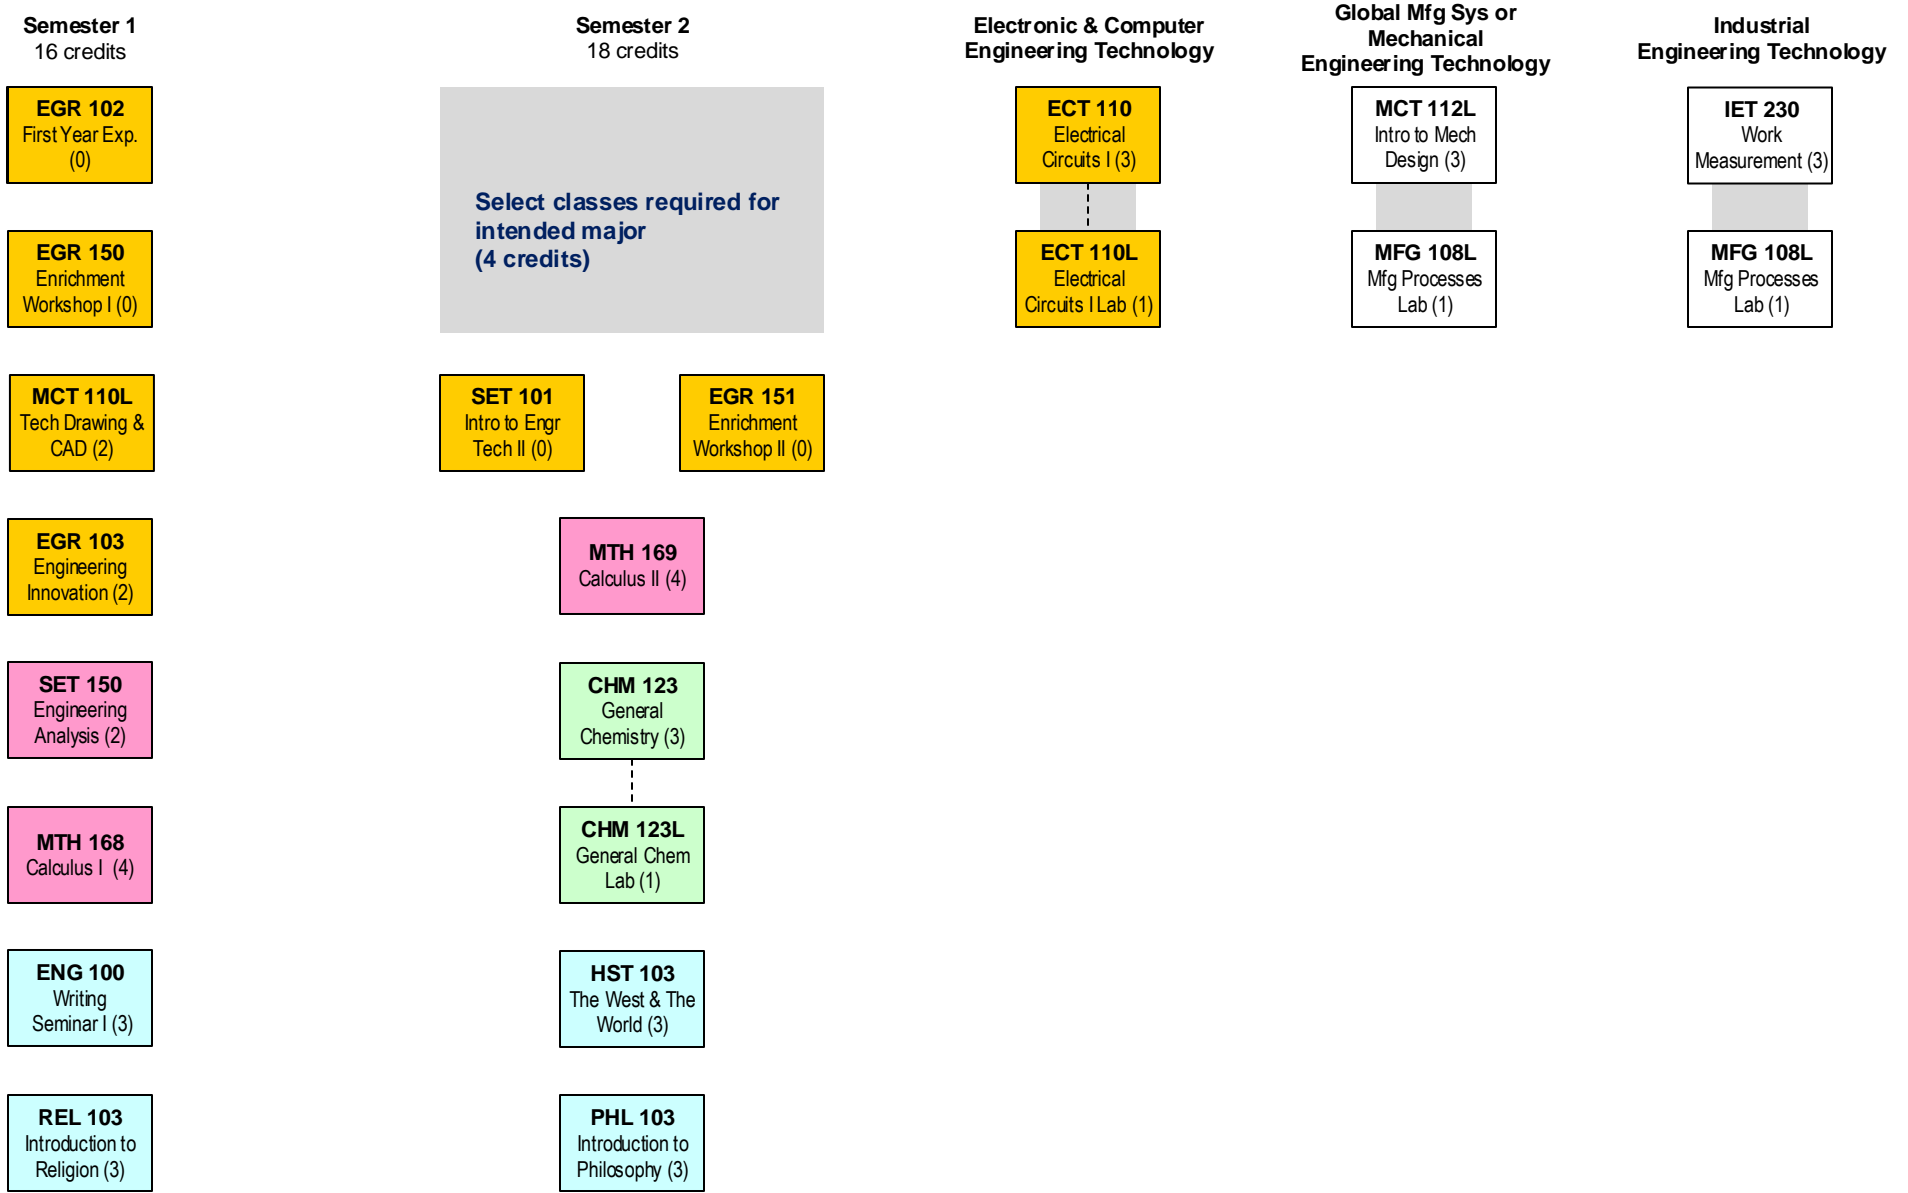 Semester 1
16 credits
EGR 102
First Year Exp.
(0)
EGR 150
Enrichment
Workshop I (0)
MCT 110L
Tech Drawing &
CAD (2)
EGR 103
Engineering
Innovation (2)
SET 150
Engineering
Analysis (2)
MTH 168
Calculus I (4)
ENG 100
Writing
Seminar I (3)
REL 103
Introduction to
Religion (3)
Semester 2
18 credits
Select classes required for
intended major
(4 credits)
SET 101
Intro to Engr
Tech II (0)
EGR 151
Enrichment
Workshop II (0)
MTH 169
Calculus II (4)
CHM 123
General
Chemistry (3)
CHM 123L
General Chem
Lab (1)
HST 103
The West & The
World (3)
PHL 103
Introduction to
Philosophy (3)
Electronic & Computer
Engineering Technology
ECT 110
Electrical
Circuits I (3)
ECT 110L
Electrical
Circuits I Lab (1)
Global Mfg Sys or
Mechanical
Engineering Technology
MCT 112L
Intro to Mech
Design (3)
MFG 108L
Mfg Processes
Lab (1)
Industrial
Engineering Technology
IET 230
Work
Measurement (3)
MFG 108L
Mfg Processes
Lab (1)